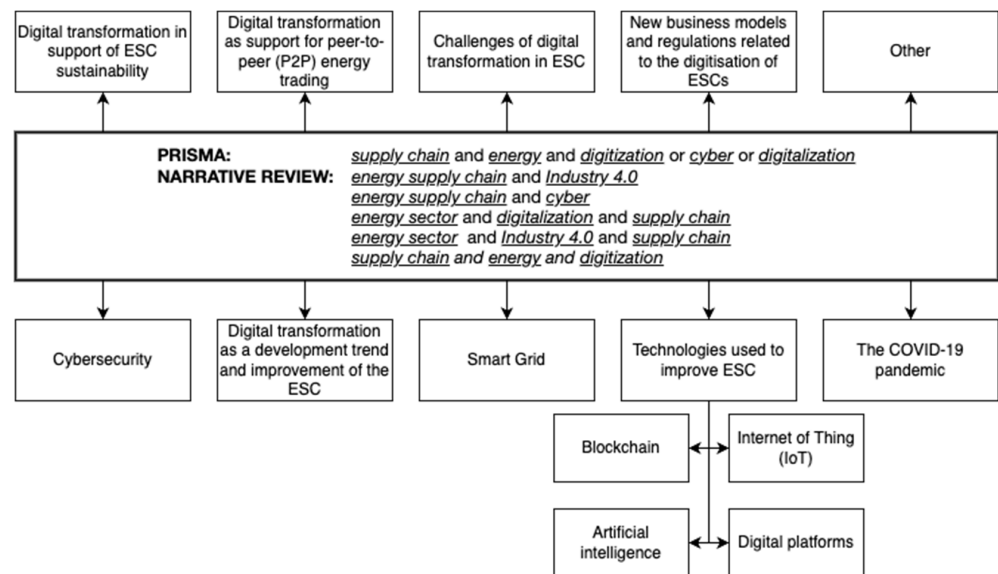 Digital transformation in
support of ESC
sustainability
Digital transformation
as support for peer-to-
peer (P2P) energy
trading
Challenges of digital
transformation in ESC
New business models
and regulations related
to the digitisation of
ESCs
Other
PRISMA: supply chain and energy and digitization or cyber or digitalization
NARRATIVE REVIEW: energy supply chain and Industry 4.0
energy supply chain and cyber
energy sector and digitalization and supply chain
energy sector and Industry 4.0 and supply chain
supply chain and energy and digitization
Cybersecurity
Digital transformation
as a development trend
and improvement of the
ESC
Smart Grid
Technologies used to
improve ESC
The COVID-19
pandemic
Blockchain
Internet of Thing
(IoT)
Artificial
intelligence
Digital platforms